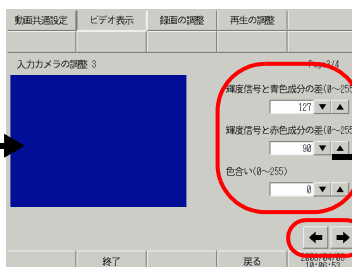 動画共通設定 ビデオ表示 録画の調整 再生の調整
入力カメラの調整 3 Page3/4
輝度信号と青色成分の差(0～255
127 ▼ ▲
輝度信号と赤色成分の差(0～255
90 ▼ ▲
色合い(0～255)
0 ▼ ▲
終了 戻る
10:06:53